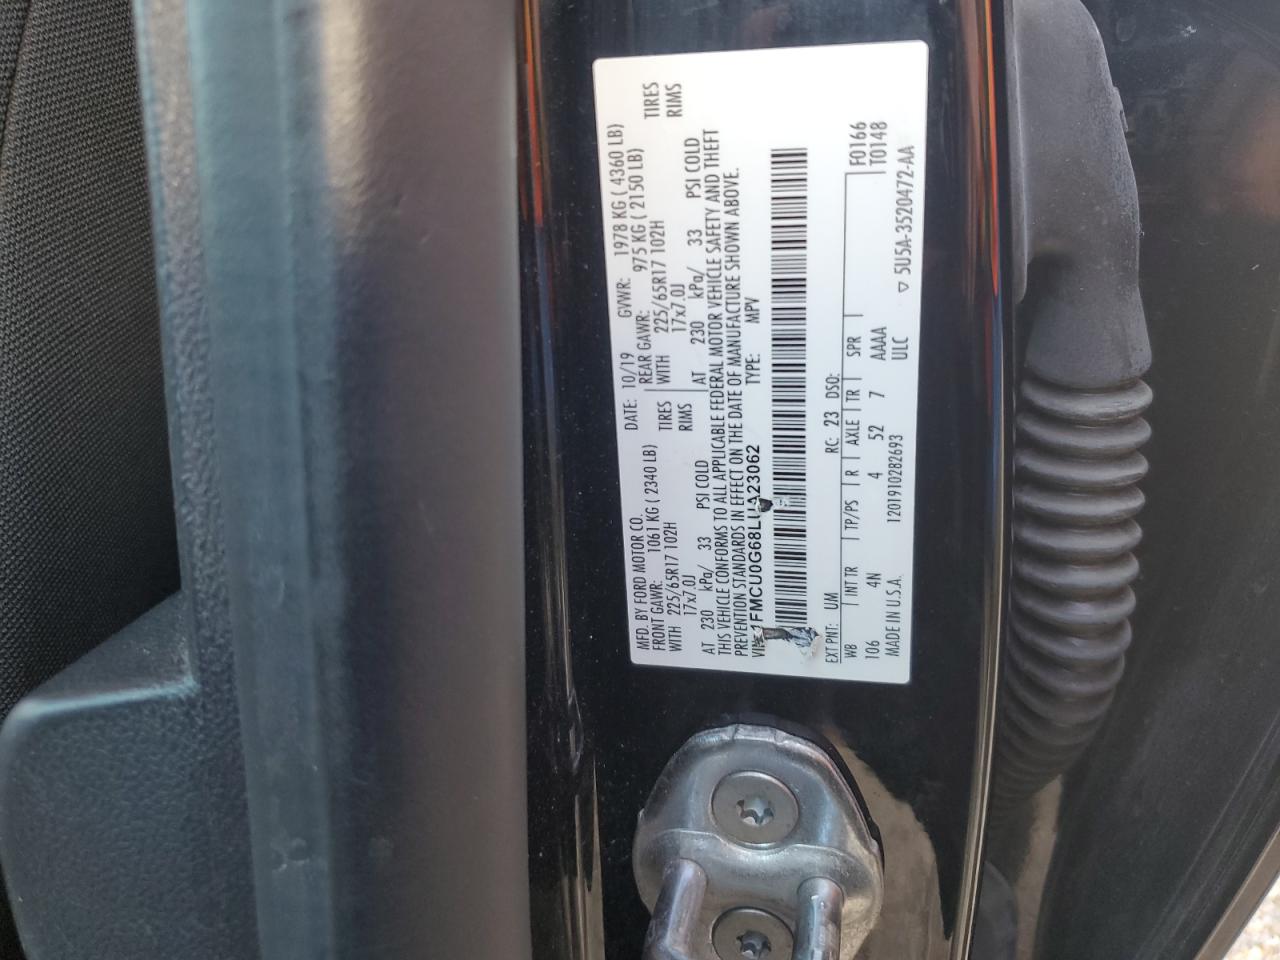 MFD. BY FORD MOTOR CO.
DATE: 10/19 GVWR: 1978 KG ( 4360 LB)
FRONT GAWR: 1061 KG ( 2340 LB) REAR GAWR: 975 KG ( 2150 LB)
WITH 225/65R17 102H TIRES WITH 225/65R17 102H TIRES
17x7.0J RIMS 17x7.0J RIMS
AT 230 kPa/ 33 PSI COLD AT 230 kPa/ 33 PSI COLD
THIS VEHICLE CONFORMS TO ALL APPLICABLE FEDERAL MOTOR VEHICLE SAFETY AND THEFT
PREVENTION STANDARDS IN EFFECT ON THE DATE OF MANUFACTURE SHOWN ABOVE.
1FMCU0G68LUA23062 TYPE: MPV
EXT PNT: UM RC: 23 DSO:
WB INT TR TP/PS R AXLE TR SPR F0166
106 4N 4 52 7 AAAA T0148
MADE IN U.S.A. 1201910282693 ULC 5U5A-3520472-AA